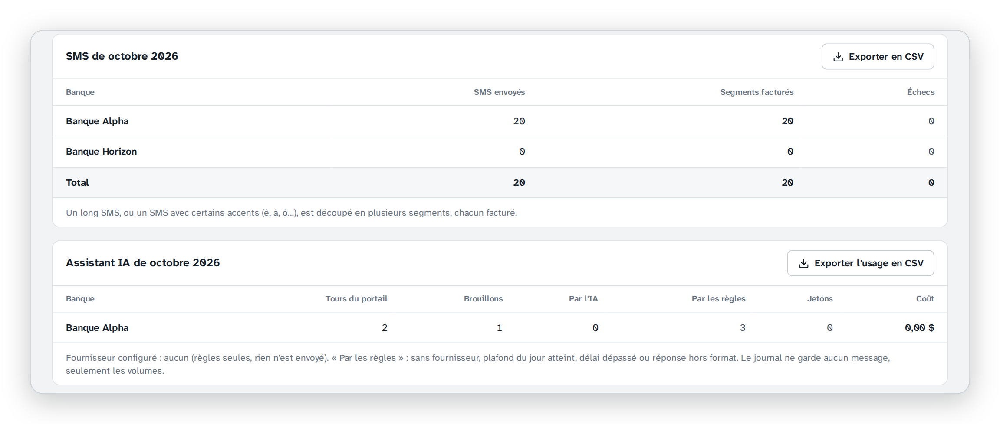 SMS de octobre 2026
Exporter en CSV
Banque SMS envoyés Segments facturés Échecs
Banque Alpha 20 20 0
Banque Horizon 0 0 0
Total 20 20 0
Un long SMS, ou un SMS avec certains accents (ê, â, ô...), est découpé en plusieurs segments, chacun facturé.
Assistant IA de octobre 2026
Exporter l'usage en CSV
Banque Tours du portail Brouillons Par l'IA Par les règles Jetons Coût
Banque Alpha 2 1 0 3 0 0,00 $
Fournisseur configuré : aucun (règles seules, rien n'est envoyé). « Par les règles » : sans fournisseur, plafond du jour atteint, délai dépassé ou réponse hors format. Le journal ne garde aucun message,
seulement les volumes.